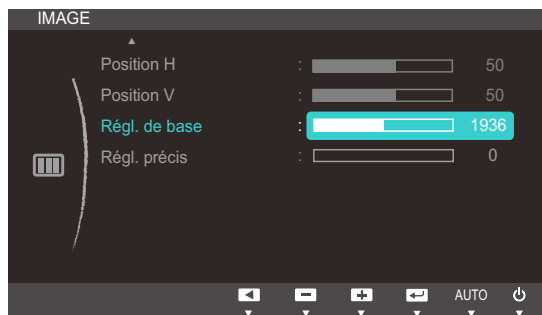 IMAGE
Position H : 50
Position V : 50
Régl. de base : 1936
Régl. précis : 0
AUTO